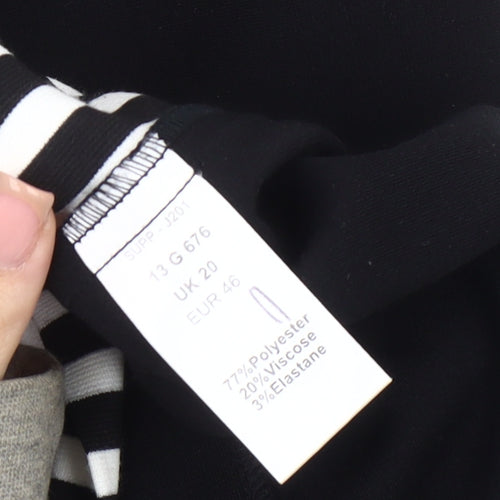 SUPP - J201
13 G 676
UK 20
EUR 46
77%Polyester
20%Viscose
3%Elastane